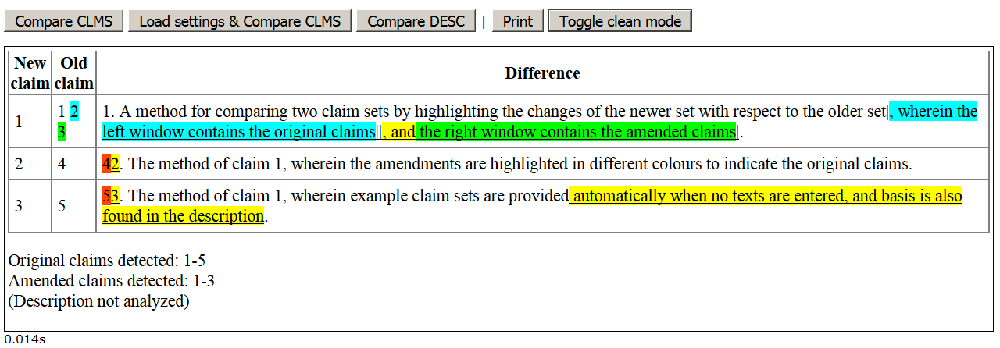 Compare CLMS Load settings & Compare CLMS Compare DESC | Print Toggle clean mode
New claim Old claim Difference
1 1 2 3 1. A method for comparing two claim sets by highlighting the changes of the newer set with respect to the older set|, wherein the
left window contains the original claims||, and the right window contains the amended claims|.
2 4 42. The method of claim 1, wherein the amendments are highlighted in different colours to indicate the original claims.
3 5 53. The method of claim 1, wherein example claim sets are provided automatically when no texts are entered, and basis is also
found in the description.
Original claims detected: 1-5
Amended claims detected: 1-3
(Description not analyzed)
0.014s